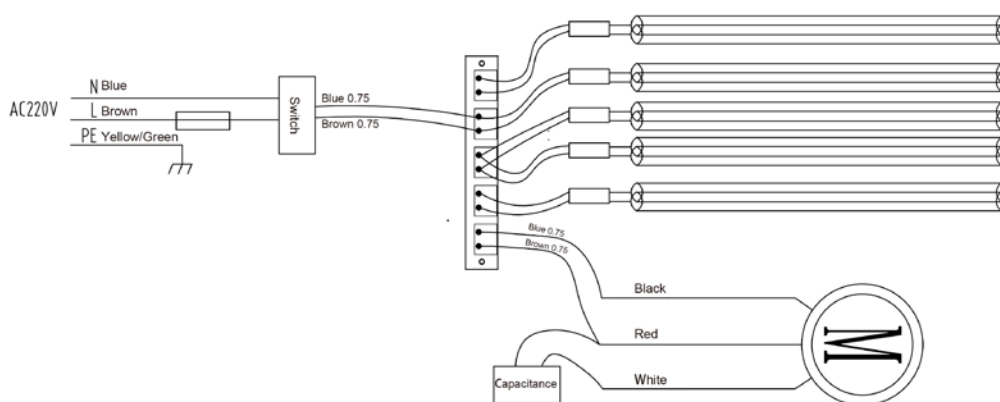 AC220V
N Blue
L Brown
PE Yellow/Green
Switch
Blue 0.75
Brown 0.75
Blue 0.75
Brown 0.75
Black
Red
White
Capacitance
M